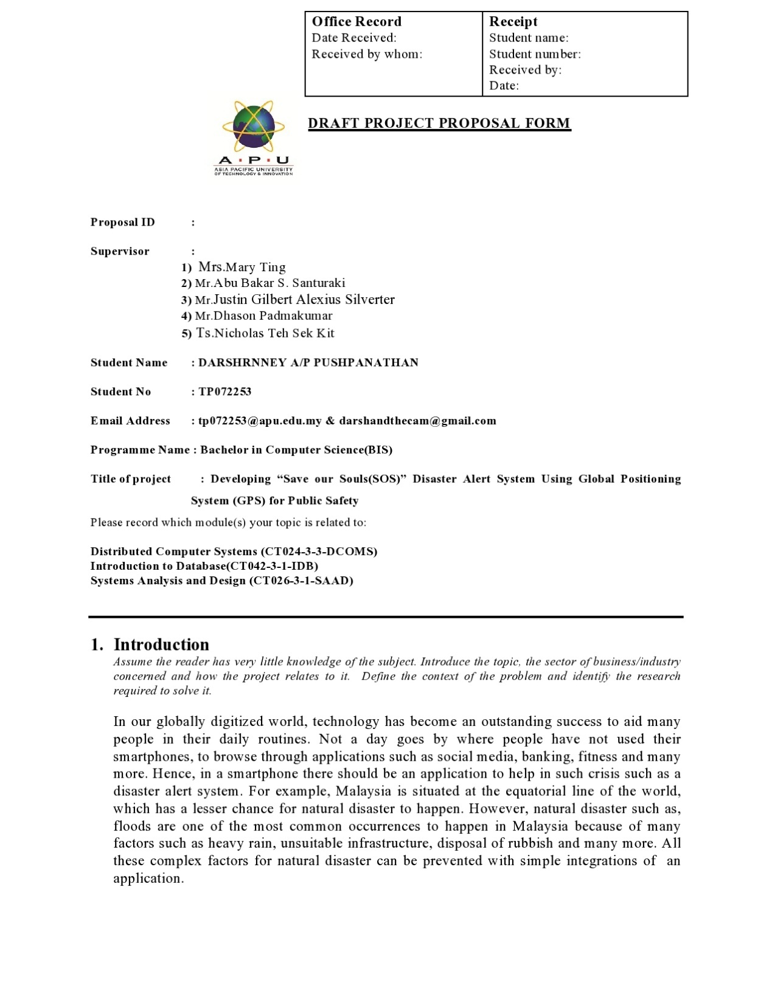 Office Record
Date Received:
Received by whom:
Receipt
Student name:
Student number:
Received by:
Date:
A·P·U
ASIA PACIFIC UNIVERSITY
OF TECHNOLOGY & INNOVATION
DRAFT PROJECT PROPOSAL FORM
Proposal ID :
Supervisor :
1) Mrs.Mary Ting
2) Mr.Abu Bakar S. Santuraki
3) Mr.Justin Gilbert Alexius Silverter
4) Mr.Dhason Padmakumar
5) Ts.Nicholas Teh Sek Kit
Student Name : DARSHRNNEY A/P PUSHPANATHAN
Student No : TP072253
Email Address : tp072253@apu.edu.my & darshandthecam@gmail.com
Programme Name : Bachelor in Computer Science(BIS)
Title of project : Developing “Save our Souls(SOS)” Disaster Alert System Using Global Positioning
System (GPS) for Public Safety
Please record which module(s) your topic is related to:
Distributed Computer Systems (CT024-3-3-DCOMS)
Introduction to Database(CT042-3-1-IDB)
Systems Analysis and Design (CT026-3-1-SAAD)
1. Introduction
Assume the reader has very little knowledge of the subject. Introduce the topic, the sector of business/industry
concerned and how the project relates to it. Define the context of the problem and identify the research
required to solve it.
In our globally digitized world, technology has become an outstanding success to aid many
people in their daily routines. Not a day goes by where people have not used their
smartphones, to browse through applications such as social media, banking, fitness and many
more. Hence, in a smartphone there should be an application to help in such crisis such as a
disaster alert system. For example, Malaysia is situated at the equatorial line of the world,
which has a lesser chance for natural disaster to happen. However, natural disaster such as,
floods are one of the most common occurrences to happen in Malaysia because of many
factors such as heavy rain, unsuitable infrastructure, disposal of rubbish and many more. All
these complex factors for natural disaster can be prevented with simple integrations of an
application.